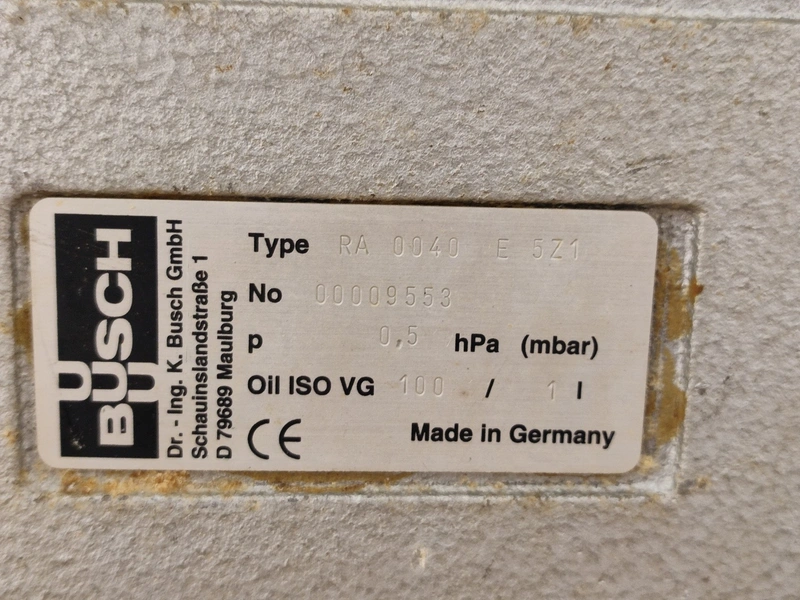 BUSCH
Dr. - Ing. K. Busch GmbH
Schauinslandstraße 1
D 79689 Maulburg
Type RA 0040 E 5Z1
No 00009553
p 0,5 hPa (mbar)
Oil ISO VG 100 / 1 l
CE Made in Germany